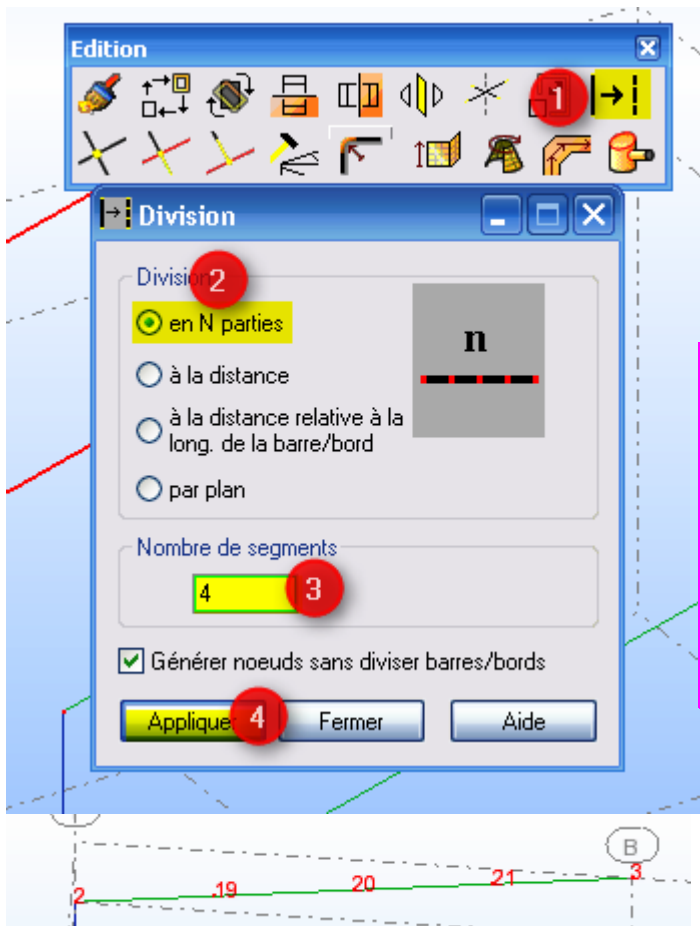 Edition
1
Division
Division
2
en N parties
n
à la distance
à la distance relative à la
long. de la barre/bord
par plan
Nombre de segments
4
3
Générer noeuds sans diviser barres/bords
Applique
4
Fermer
Aide
B
2
19
20
21
3